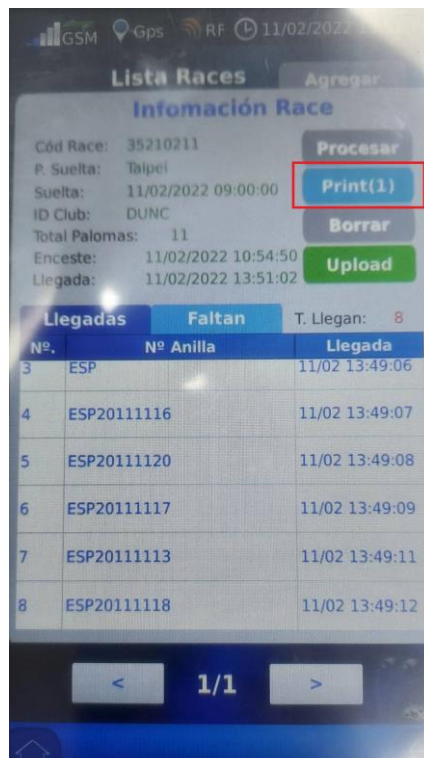 GSM Gps RF 11/02/2022
Lista Races Agregar
Infomación Race
Cód Race: 35210211 Procesar
P. Suelta: Taipei
Suelta: 11/02/2022 09:00:00 Print(1)
ID Club: DUNC
Total Palomas: 11 Borrar
Enceste: 11/02/2022 10:54:50
Llegada: 11/02/2022 13:51:02 Upload
Llegadas Faltan T. Llegan: 8
Nº. Nº Anilla Llegada
3 ESP 11/02 13:49:06
4 ESP20111116 11/02 13:49:07
5 ESP20111120 11/02 13:49:08
6 ESP20111117 11/02 13:49:09
7 ESP20111113 11/02 13:49:11
8 ESP20111118 11/02 13:49:12
< 1/1 >